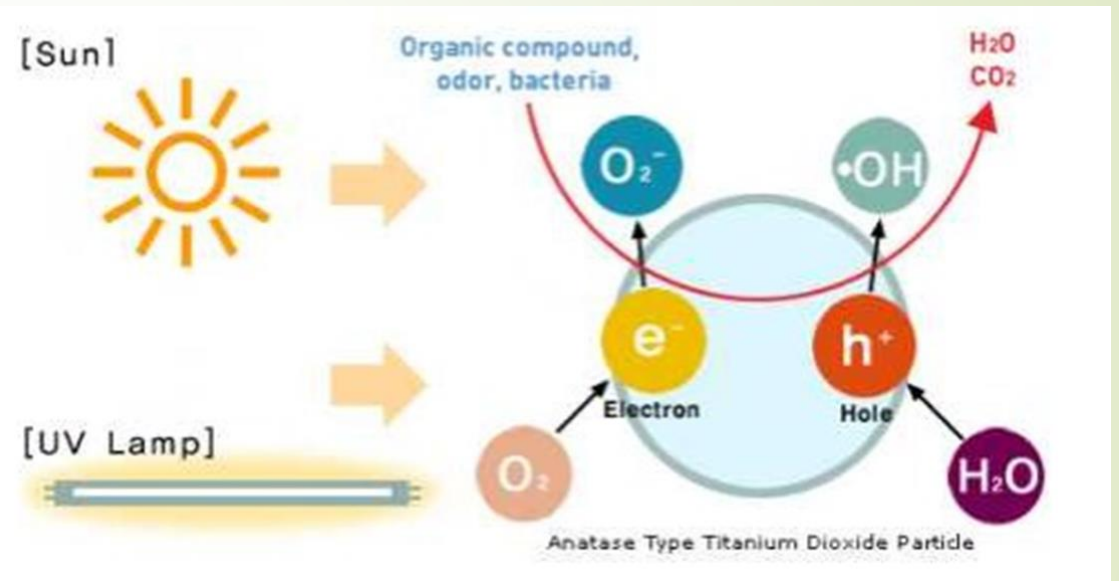 [Sun]
Organic compound,
odor, bacteria
H₂O
CO₂
O₂⁻
•OH
e⁻
h⁺
Electron
Hole
[UV Lamp]
O₂
H₂O
Anatase Type Titanium Dioxide Particle